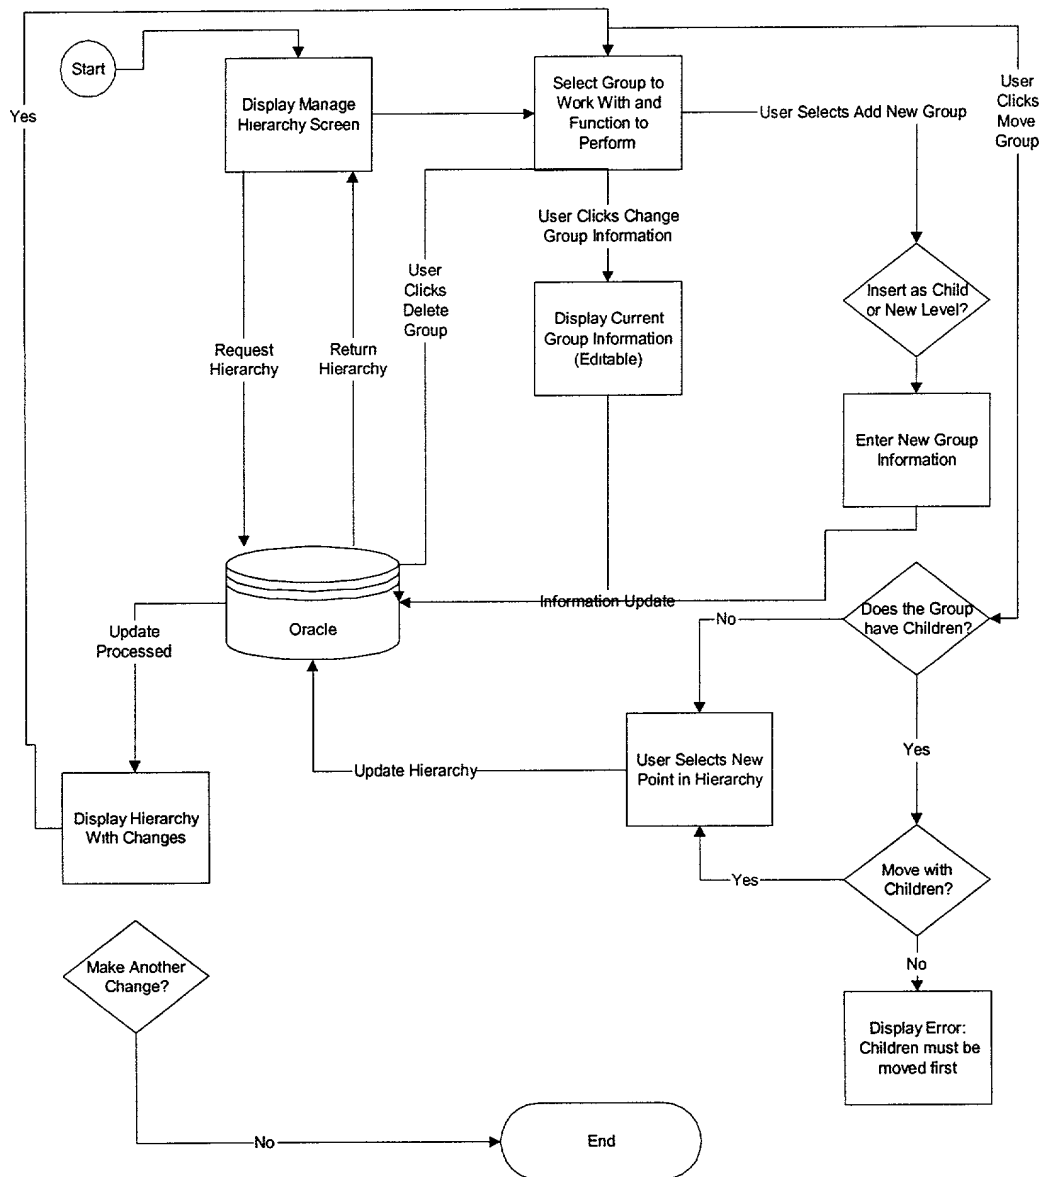 Start
Yes
Display Manage
Hierarchy Screen
Select Group to
Work With and
Function to
Perform
User Selects Add New Group
User
Clicks
Move
Group
User Clicks Change
Group Information
User
Clicks
Delete
Group
Insert as Child
or New Level?
Display Current
Group Information
(Editable)
Request
Hierarchy
Return
Hierarchy
Enter New Group
Information
Information Update
Oracle
Does the Group
have Children?
No
Update
Processed
Yes
User Selects New
Point in Hierarchy
Update Hierarchy
Display Hierarchy
With Changes
Move with
Children?
Yes
No
Make Another
Change?
Display Error:
Children must be
moved first
No
End